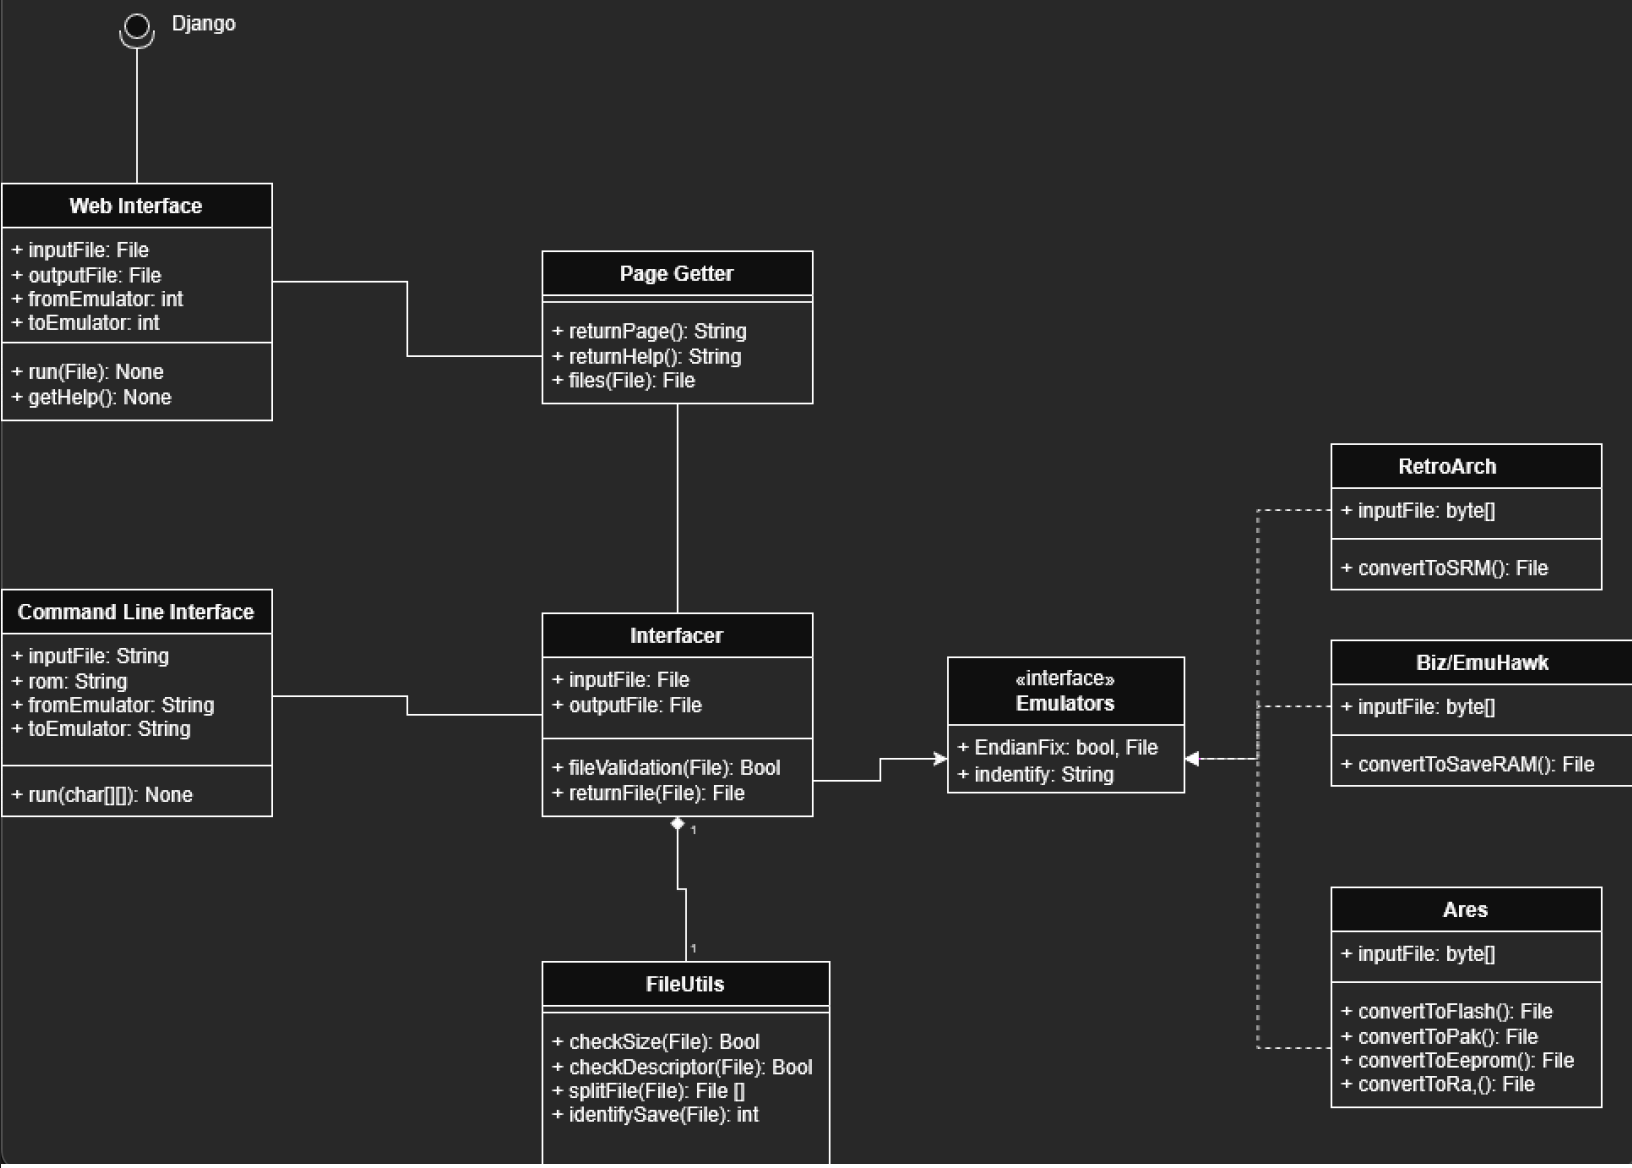 Django
Web Interface
+ inputFile: File
+ outputFile: File
+ fromEmulator: int
+ toEmulator: int
+ run(File): None
+ getHelp(): None
Page Getter
+ returnPage(): String
+ returnHelp(): String
+ files(File): File
Command Line Interface
+ inputFile: String
+ rom: String
+ fromEmulator: String
+ toEmulator: String
+ run(char[][]): None
Interfacer
+ inputFile: File
+ outputFile: File
+ fileValidation(File): Bool
+ returnFile(File): File
1
1
FileUtils
+ checkSize(File): Bool
+ checkDescriptor(File): Bool
+ splitFile(File): File []
+ identifySave(File): int
«interface»
Emulators
+ EndianFix: bool, File
+ indentify: String
RetroArch
+ inputFile: byte[]
+ convertToSRM(): File
Biz/EmuHawk
+ inputFile: byte[]
+ convertToSaveRAM(): File
Ares
+ inputFile: byte[]
+ convertToFlash(): File
+ convertToPak(): File
+ convertToEeprom(): File
+ convertToRa,(): File